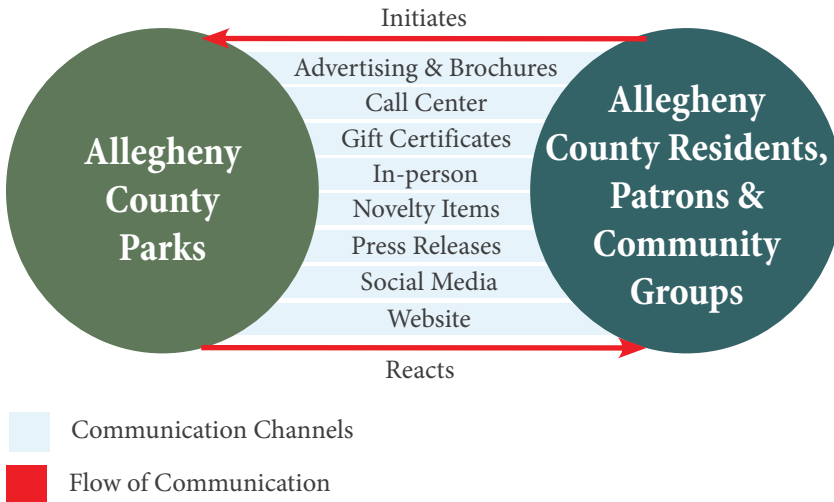 Initiates
Allegheny
County
Parks
Advertising & Brochures
Call Center
Gift Certificates
In-person
Novelty Items
Press Releases
Social Media
Website
Allegheny
County Residents,
Patrons &
Community
Groups
Reacts
Communication Channels
Flow of Communication